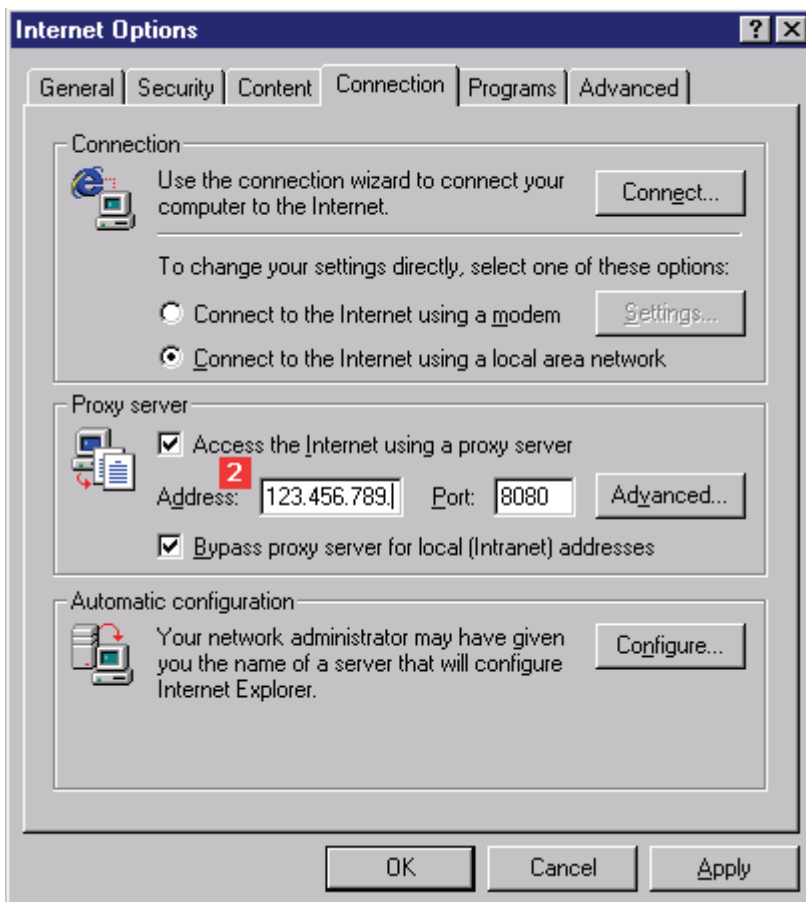 Internet Options
General Security Content Connection Programs Advanced
Connection
Use the connection wizard to connect your
computer to the Internet.
Connect...
To change your settings directly, select one of these options:
Connect to the Internet using a modem
Settings...
Connect to the Internet using a local area network
Proxy server
Access the Internet using a proxy server
2
Address: 123.456.789. Port: 8080 Advanced...
Bypass proxy server for local (Intranet) addresses
Automatic configuration
Your network administrator may have given
you the name of a server that will configure
Internet Explorer.
Configure...
OK Cancel Apply